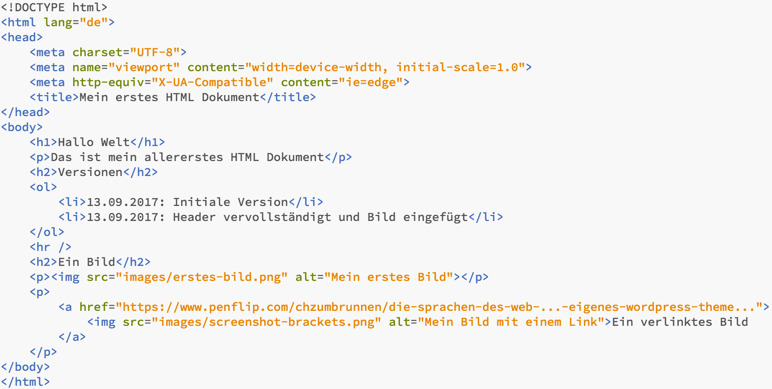 <!DOCTYPE html>
<html lang="de">
<head>
    <meta charset="UTF-8">
    <meta name="viewport" content="width=device-width, initial-scale=1.0">
    <meta http-equiv="X-UA-Compatible" content="ie=edge">
    <title>Mein erstes HTML Dokument</title>
</head>
<body>
    <h1>Hallo Welt</h1>
    <p>Das ist mein allererstes HTML Dokument</p>
    <h2>Versionen</h2>
    <ol>
        <li>13.09.2017: Initiale Version</li>
        <li>13.09.2017: Header vervollständigt und Bild eingefügt</li>
    </ol>
    <hr />
    <h2>Ein Bild</h2>
    <p><img src="images/erstes-bild.png" alt="Mein erstes Bild"></p>
    <p>
        <a href="https://www.penflip.com/chzumbrunnen/die-sprachen-des-web-...-eigenes-wordpress-theme...">
            <img src="images/screenshot-brackets.png" alt="Mein Bild mit einem Link">Ein verlinktes Bild
        </a>
    </p>
</body>
</html>